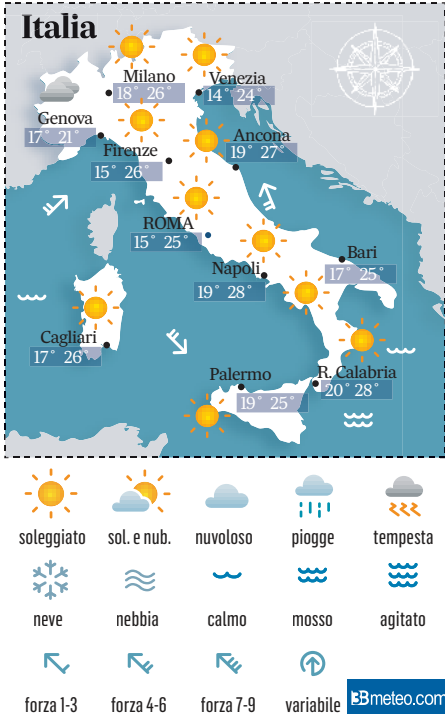 Italia
Milano
18° 26°
Venezia
14° 24°
Genova
17° 21°
Ancona
19° 27°
Firenze
15° 26°
ROMA
15° 25°
Bari
17° 25°
Napoli
19° 28°
Cagliari
17° 26°
Palermo
19° 25°
R. Calabria
20° 28°
soleggiato sol. e nub. nuvoloso piogge tempesta
neve nebbia calmo mosso agitato
forza 1-3 forza 4-6 forza 7-9 variabile
3Bmeteo.com